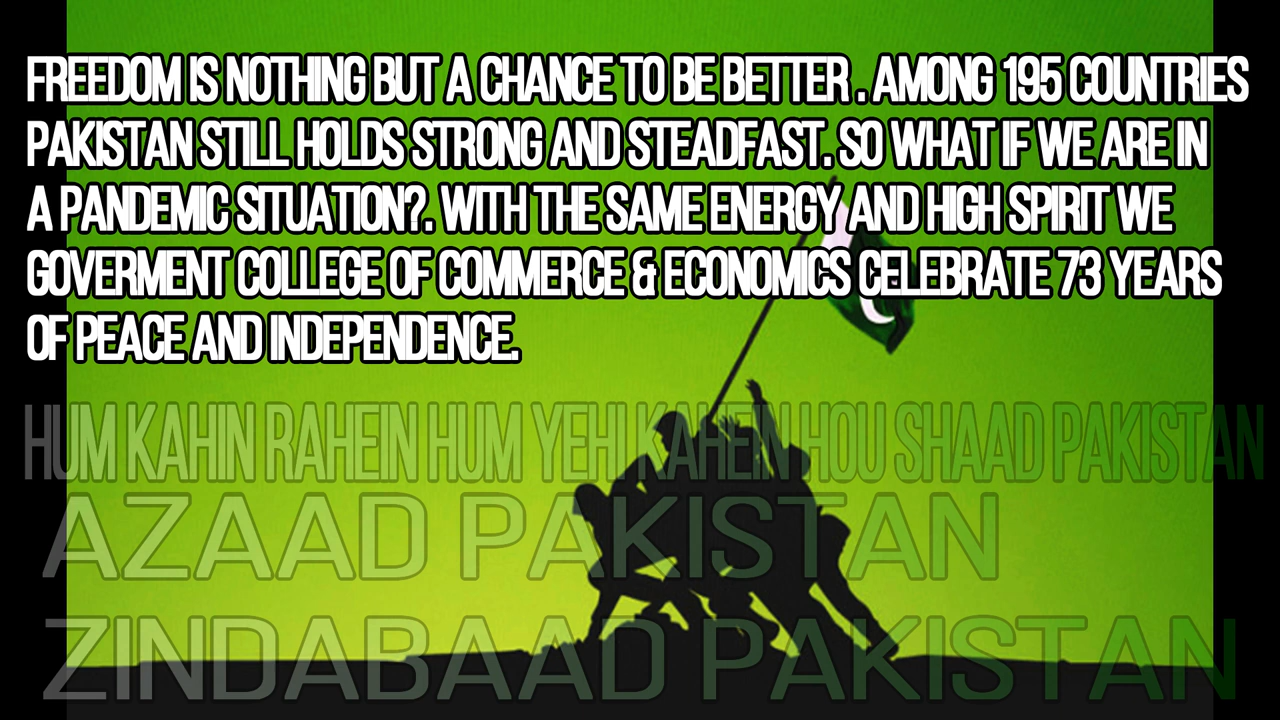 FREEDOM IS NOTHING BUT A CHANCE TO BE BETTER . AMONG 195 COUNTRIES
PAKISTAN STILL HOLDS STRONG AND STEADFAST. SO WHAT IF WE ARE IN
A PANDEMIC SITUATION?. WITH THE SAME ENERGY AND HIGH SPIRIT WE
GOVERMENT COLLEGE OF COMMERCE & ECONOMICS CELEBRATE 73 YEARS
OF PEACE AND INDEPENDENCE.
HUM KAHIN RAHEIN HUM YEHI KAHEIN HOU SHAAD PAKISTAN
AZAAD PAKISTAN
ZINDABAAD PAKISTAN